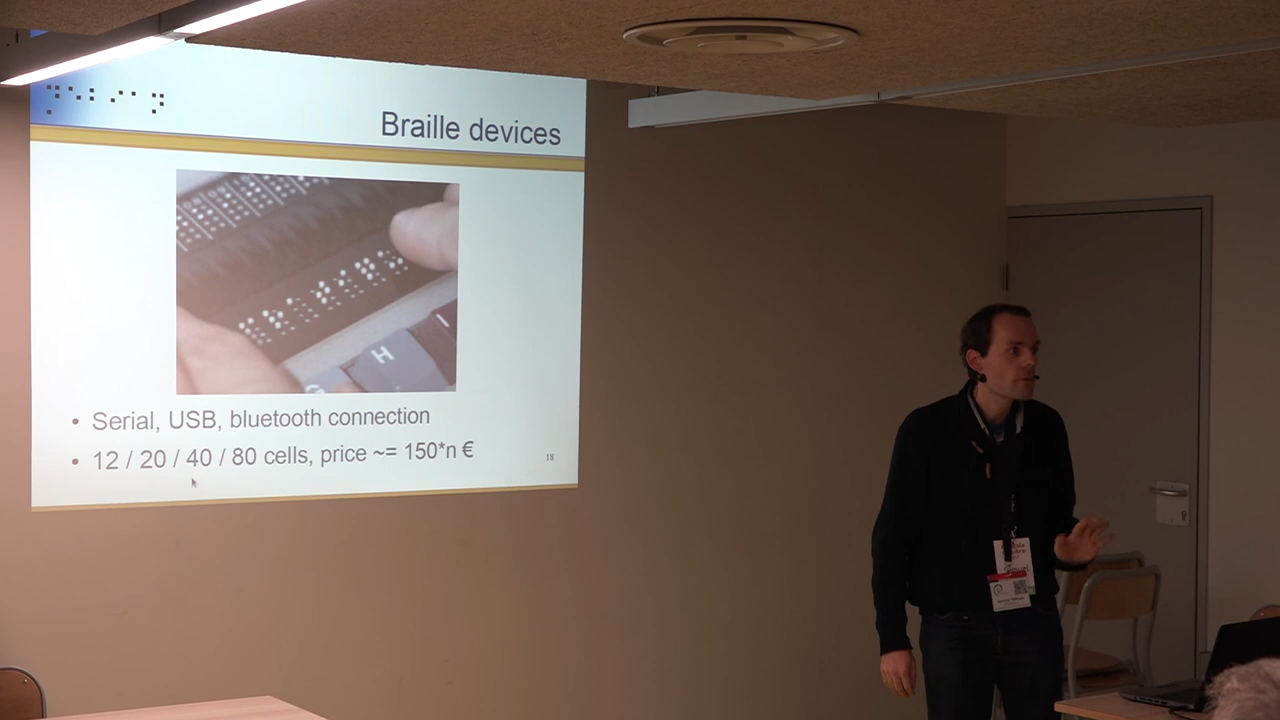 Braille devices
H
I
• Serial, USB, bluetooth connection
• 12 / 20 / 40 / 80 cells, price ~= 150*n €
18